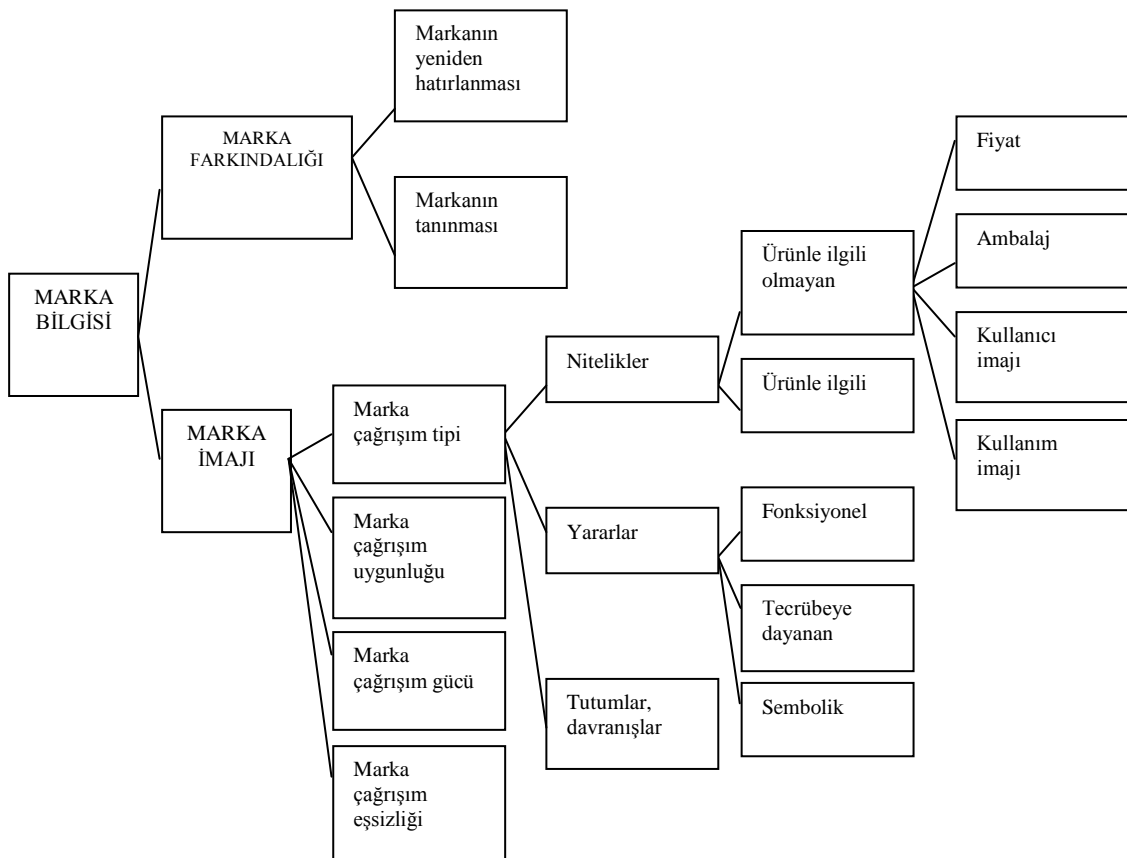 Markanın
yeniden
hatırlanması
MARKA
FARKINDALIĞI
Markanın
tanınması
MARKA
BİLGİSİ
MARKA
İMAJI
Marka
çağrışım tipi
Marka
çağrışım
uygunluğu
Marka
çağrışım gücü
Marka
çağrışım
eşsizliği
Nitelikler
Yararlar
Tutumlar,
davranışlar
Ürünle ilgili
olmayan
Ürünle ilgili
Fonksiyonel
Tecrübeye
dayanan
Sembolik
Fiyat
Ambalaj
Kullanıcı
imajı
Kullanım
imajı